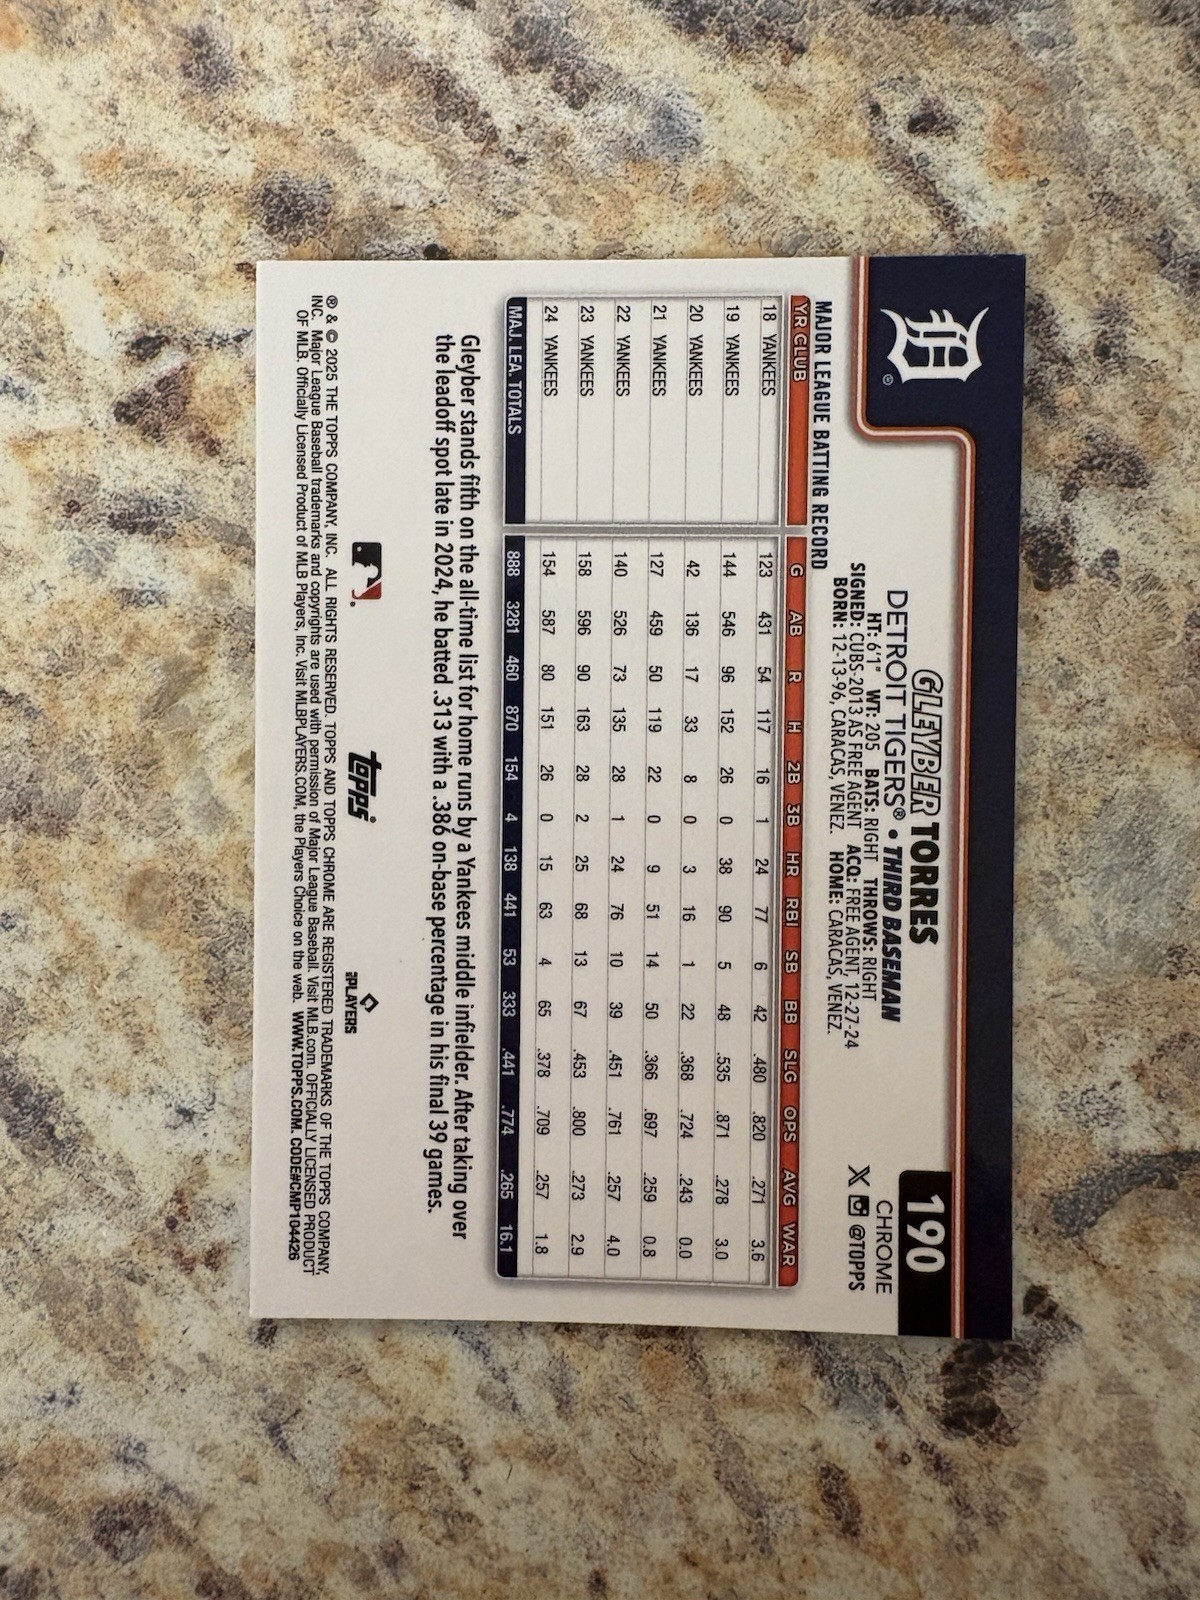 190
CHROME
@TOPPS
GLEYBER TORRES
DETROIT TIGERS® • THIRD BASEMAN
HT: 6'1" WT: 205 BATS: RIGHT THROWS: RIGHT
SIGNED: CUBS-2013 AS FREE AGENT ACQ: FREE AGENT, 12-27-24
BORN: 12-13-96, CARACAS, VENEZ. HOME: CARACAS, VENEZ.
MAJOR LEAGUE BATTING RECORD
YR CLUB G AB R H 2B 3B HR RBI SB BB SLG OPS AVG WAR
18 YANKEES 123 431 54 117 16 1 24 77 6 42 .480 .820 .271 3.6
19 YANKEES 144 546 96 152 26 0 38 90 5 48 .535 .871 .278 3.0
20 YANKEES 42 136 17 33 8 0 3 16 1 22 .368 .724 .243 0.0
21 YANKEES 127 459 50 119 22 0 9 51 14 50 .366 .697 .259 0.8
22 YANKEES 140 526 73 135 28 1 24 76 10 39 .451 .761 .257 4.0
23 YANKEES 158 596 90 163 28 2 25 68 13 67 .453 .800 .273 2.9
24 YANKEES 154 587 80 151 26 0 15 63 4 65 .378 .709 .257 1.8
MAJ. LEA. TOTALS 888 3281 460 870 154 4 138 441 53 333 .441 .774 .265 16.1
Gleyber stands fifth on the all-time list for home runs by a Yankees middle infielder. After taking over
the leadoff spot late in 2024, he batted .313 with a .386 on-base percentage in his final 39 games.
topps
PLAYERS
® & © 2025 THE TOPPS COMPANY, INC. ALL RIGHTS RESERVED. TOPPS AND TOPPS CHROME ARE REGISTERED TRADEMARKS OF THE TOPPS COMPANY,
INC. Major League Baseball trademarks and copyrights are used with permission of Major League Baseball. Visit MLB.com. OFFICIALLY LICENSED PRODUCT
OF MLB. Officially Licensed Product of MLB Players, Inc. Visit MLBPLAYERS.COM, the Players Choice on the web. WWW.TOPPS.COM. CODE#CMP104426